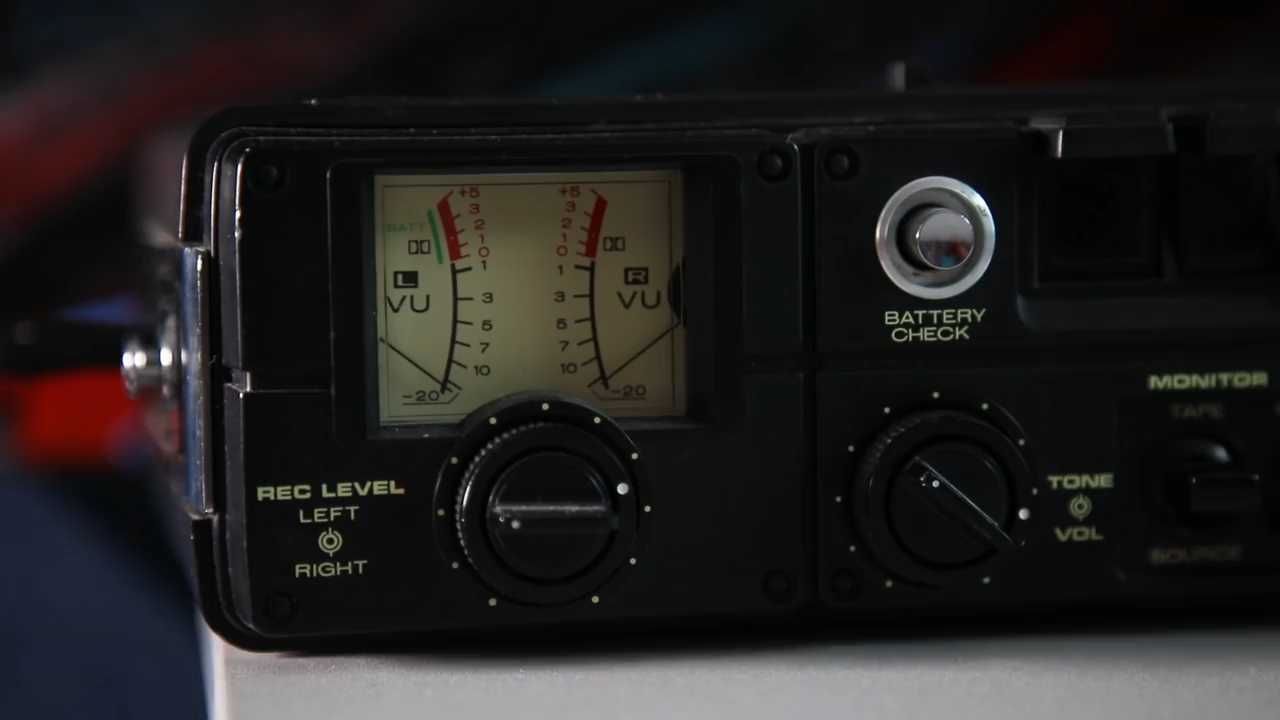 +5 +5
3 3
BATT 2 2
1 1
0 0
L 1 1 R
VU 3 3 VU
5 5
7 7
10 10
-20 -20
BATTERY
CHECK
MONITOR
TAPE
SOURCE
REC LEVEL
LEFT
RIGHT
TONE
VOL